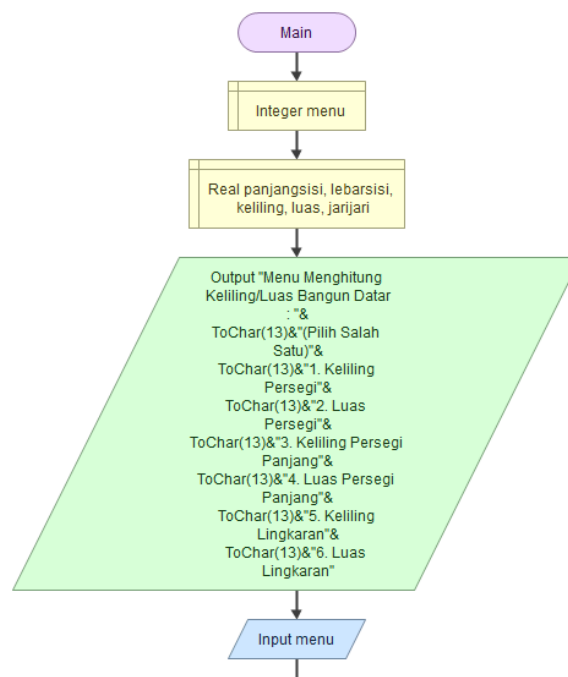 Main
Integer menu
Real panjangsisi, lebarsisi,
keliling, luas, jarijari
Output "Menu Menghitung
Keliling/Luas Bangun Datar
: "&
ToChar(13)&"(Pilih Salah
Satu)"&
ToChar(13)&"1. Keliling
Persegi"&
ToChar(13)&"2. Luas
Persegi"&
ToChar(13)&"3. Keliling Persegi
Panjang"&
ToChar(13)&"4. Luas Persegi
Panjang"&
ToChar(13)&"5. Keliling
Lingkaran"&
ToChar(13)&"6. Luas
Lingkaran"
Input menu